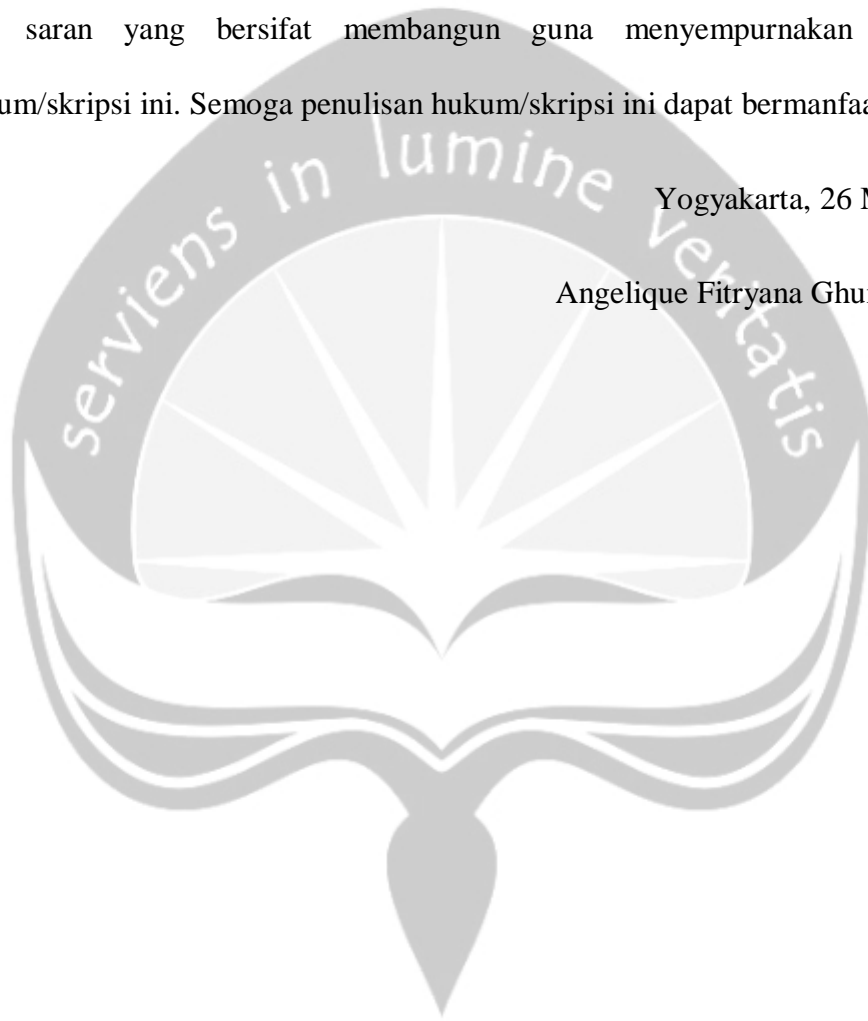 saran yang bersifat membangun guna menyempurnakan
um/skripsi ini. Semoga penulisan hukum/skripsi ini dapat bermanfaa
serviens in lumine veritatis
Yogyakarta, 26
Angelique Fitryana Ghu